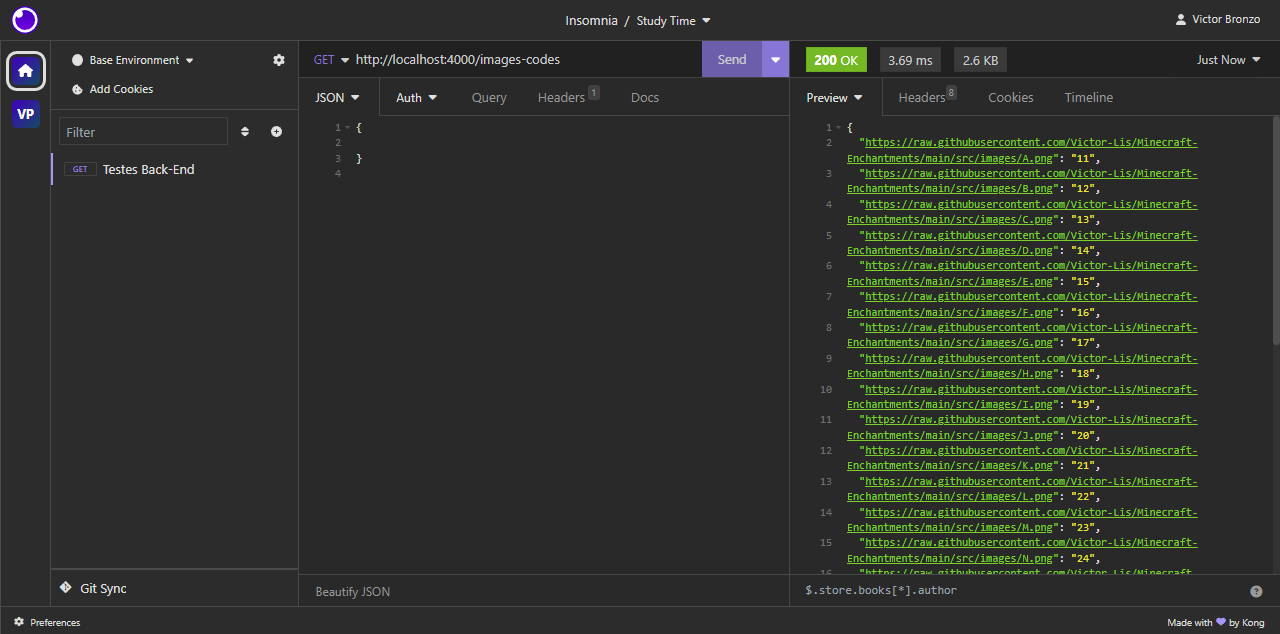 Insomnia / Study Time
Victor Bronzo
Base Environment
Add Cookies
VP
Filter
GET Testes Back-End
Git Sync
Preferences
GET http://localhost:4000/images-codes
Send
JSON Auth Query Headers 1 Docs
1 {
2
3 }
4
Beautify JSON
200 OK 3.69 ms 2.6 KB Just Now
Preview Headers 8 Cookies Timeline
1 {
2 "https://raw.githubusercontent.com/Victor-Lis/Minecraft-
Enchantments/main/src/images/A.png": "11",
3 "https://raw.githubusercontent.com/Victor-Lis/Minecraft-
Enchantments/main/src/images/B.png": "12",
4 "https://raw.githubusercontent.com/Victor-Lis/Minecraft-
Enchantments/main/src/images/C.png": "13",
5 "https://raw.githubusercontent.com/Victor-Lis/Minecraft-
Enchantments/main/src/images/D.png": "14",
6 "https://raw.githubusercontent.com/Victor-Lis/Minecraft-
Enchantments/main/src/images/E.png": "15",
7 "https://raw.githubusercontent.com/Victor-Lis/Minecraft-
Enchantments/main/src/images/F.png": "16",
8 "https://raw.githubusercontent.com/Victor-Lis/Minecraft-
Enchantments/main/src/images/G.png": "17",
9 "https://raw.githubusercontent.com/Victor-Lis/Minecraft-
Enchantments/main/src/images/H.png": "18",
10 "https://raw.githubusercontent.com/Victor-Lis/Minecraft-
Enchantments/main/src/images/I.png": "19",
11 "https://raw.githubusercontent.com/Victor-Lis/Minecraft-
Enchantments/main/src/images/J.png": "20",
12 "https://raw.githubusercontent.com/Victor-Lis/Minecraft-
Enchantments/main/src/images/K.png": "21",
13 "https://raw.githubusercontent.com/Victor-Lis/Minecraft-
Enchantments/main/src/images/L.png": "22",
14 "https://raw.githubusercontent.com/Victor-Lis/Minecraft-
Enchantments/main/src/images/M.png": "23",
15 "https://raw.githubusercontent.com/Victor-Lis/Minecraft-
Enchantments/main/src/images/N.png": "24",
16 "https://raw.githubusercontent.com/Victor-Lis/Minecraft-
$.store.books[*].author
Made with by Kong